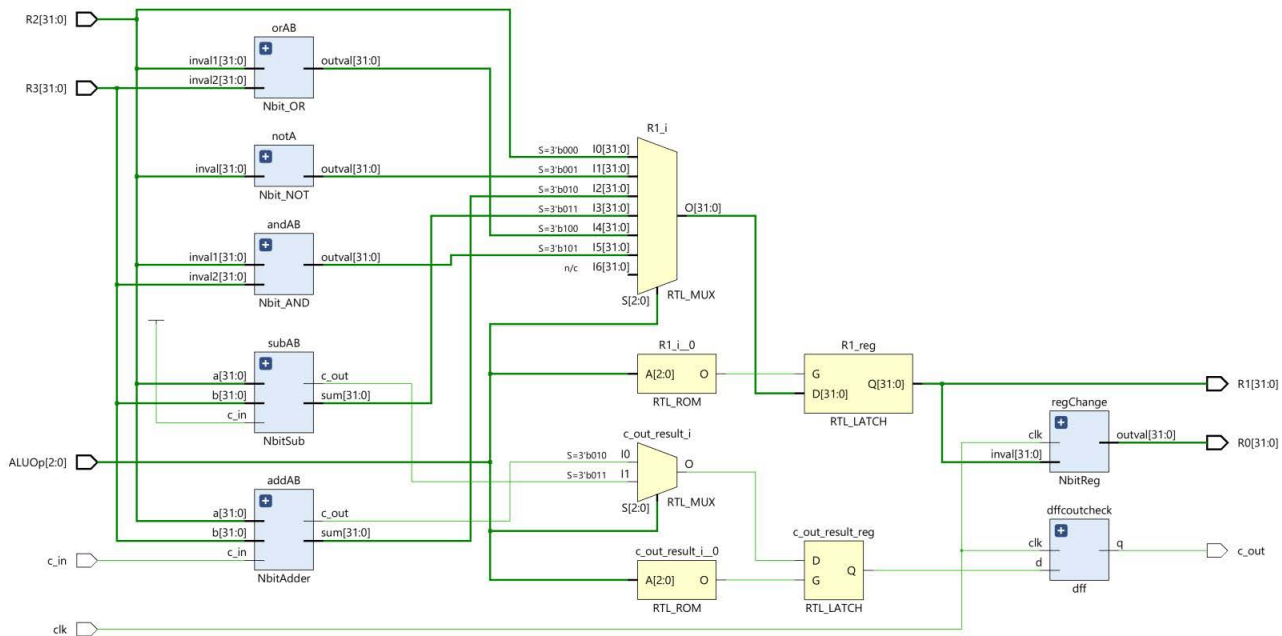 R2[31:0]
R3[31:0]
orAB
inval1[31:0]
inval2[31:0]
outval[31:0]
Nbit_OR
notA
inval[31:0]
outval[31:0]
Nbit_NOT
andAB
inval1[31:0]
inval2[31:0]
outval[31:0]
Nbit_AND
subAB
a[31:0]
b[31:0]
c_in
c_out
sum[31:0]
NbitSub
ALUOp[2:0]
addAB
a[31:0]
b[31:0]
c_in
c_out
sum[31:0]
NbitAdder
c_in
clk
R1_i
S=3'b000 I0[31:0]
S=3'b001 I1[31:0]
S=3'b010 I2[31:0]
S=3'b011 I3[31:0]
S=3'b100 I4[31:0]
S=3'b101 I5[31:0]
n/c I6[31:0]
S[2:0]
O[31:0]
RTL_MUX
R1_i__0
A[2:0] O
RTL_ROM
c_out_result_i
S=3'b010 I0
S=3'b011 I1
S[2:0]
O
RTL_MUX
c_out_result_i__0
A[2:0] O
RTL_ROM
R1_reg
G
D[31:0]
Q[31:0]
RTL_LATCH
c_out_result_reg
D
G
Q
RTL_LATCH
regChange
clk
inval[31:0]
outval[31:0]
NbitReg
dffcoutcheck
clk
d
q
dff
R1[31:0]
R0[31:0]
c_out